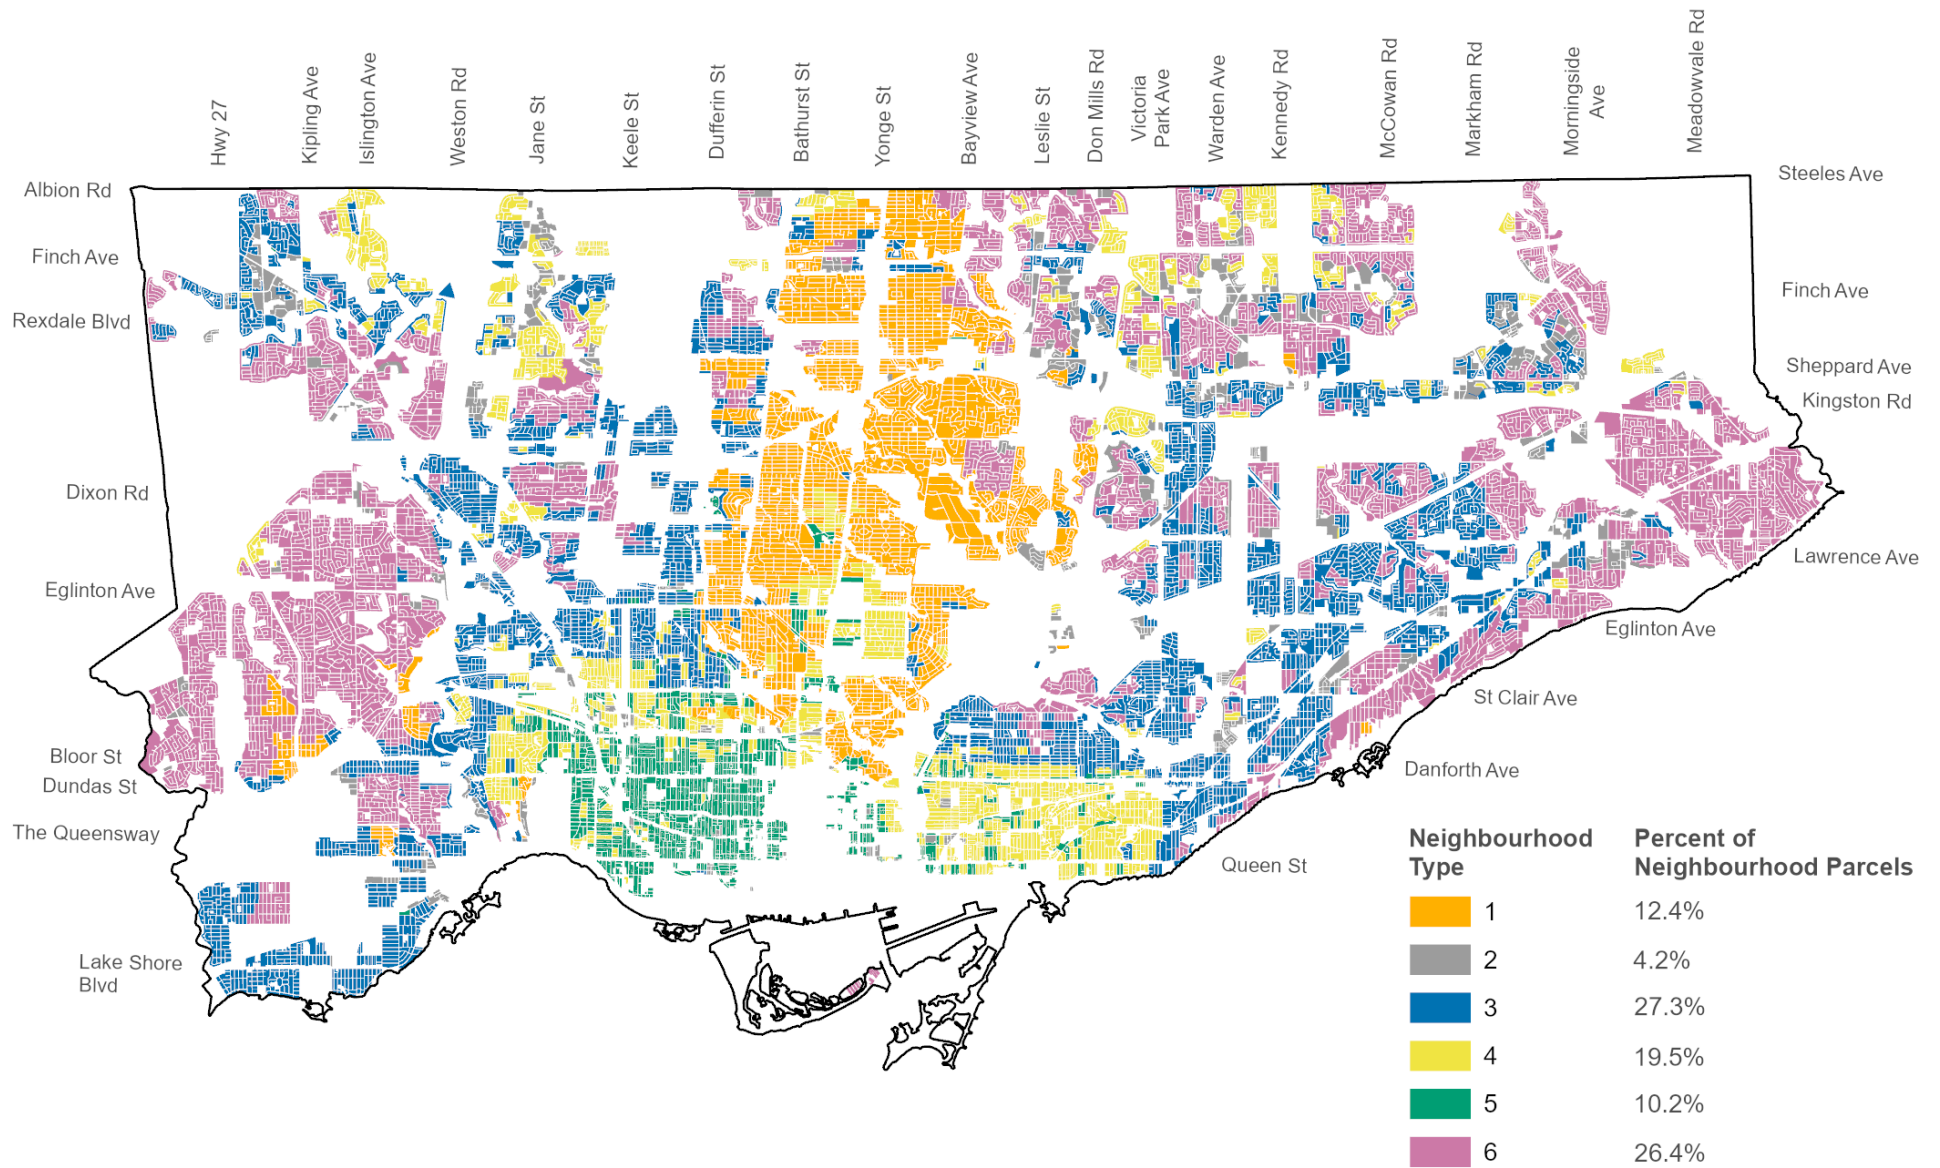 Hwy 27
Kipling Ave
Islington Ave
Weston Rd
Jane St
Keele St
Dufferin St
Bathurst St
Yonge St
Bayview Ave
Leslie St
Don Mills Rd
Victoria
Park Ave
Warden Ave
Kennedy Rd
McCowan Rd
Markham Rd
Morningside
Ave
Meadowvale Rd
Albion Rd
Finch Ave
Rexdale Blvd
Dixon Rd
Eglinton Ave
Bloor St
Dundas St
The Queensway
Lake Shore
Blvd
Steeles Ave
Finch Ave
Sheppard Ave
Kingston Rd
Lawrence Ave
Eglinton Ave
St Clair Ave
Danforth Ave
Queen St
Neighbourhood
Type
Percent of
Neighbourhood Parcels
1 12.4%
2 4.2%
3 27.3%
4 19.5%
5 10.2%
6 26.4%